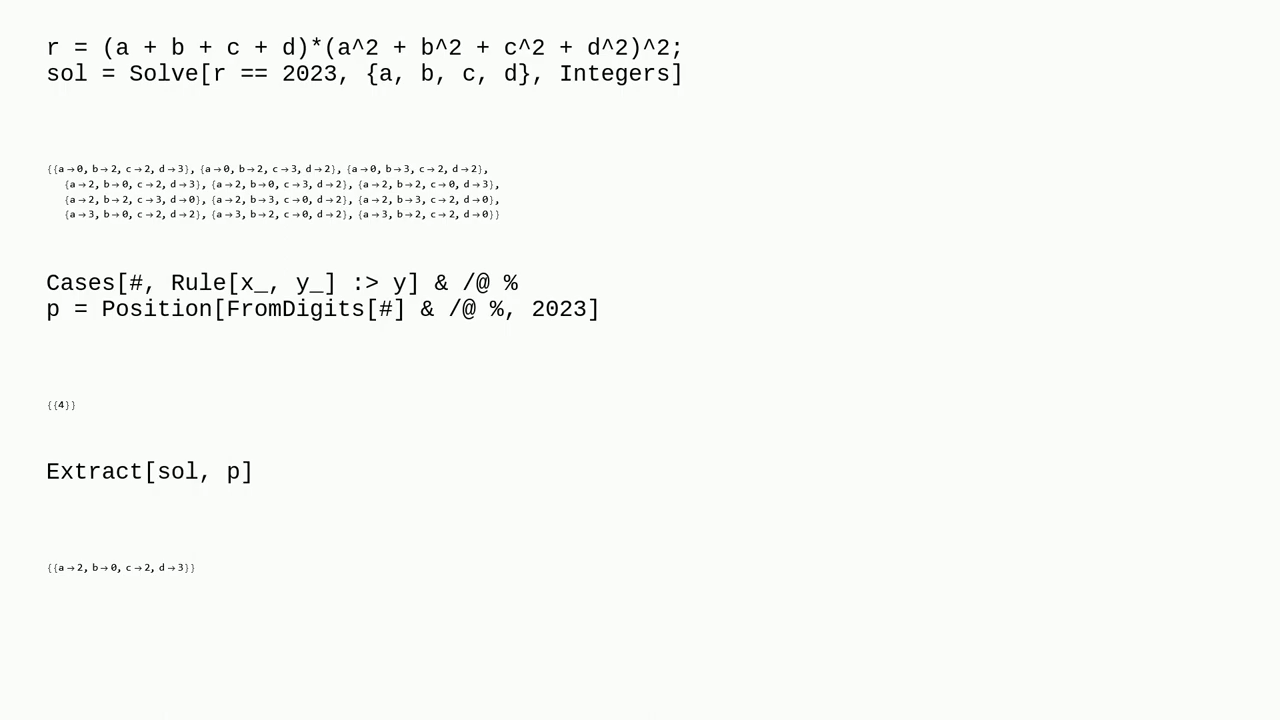 r = (a + b + c + d)*(a^2 + b^2 + c^2 + d^2)^2;
sol = Solve[r == 2023, {a, b, c, d}, Integers]
{{a→0, b→2, c→2, d→3}, {a→0, b→2, c→3, d→2}, {a→0, b→3, c→2, d→2},
{a→2, b→0, c→2, d→3}, {a→2, b→0, c→3, d→2}, {a→2, b→2, c→0, d→3},
{a→2, b→2, c→3, d→0}, {a→2, b→3, c→0, d→2}, {a→2, b→3, c→2, d→0},
{a→3, b→0, c→2, d→2}, {a→3, b→2, c→0, d→2}, {a→3, b→2, c→2, d→0}}
Cases[#, Rule[x_, y_] :> y] & /@ %
p = Position[FromDigits[#] & /@ %, 2023]
{{4}}
Extract[sol, p]
{{a→2, b→0, c→2, d→3}}